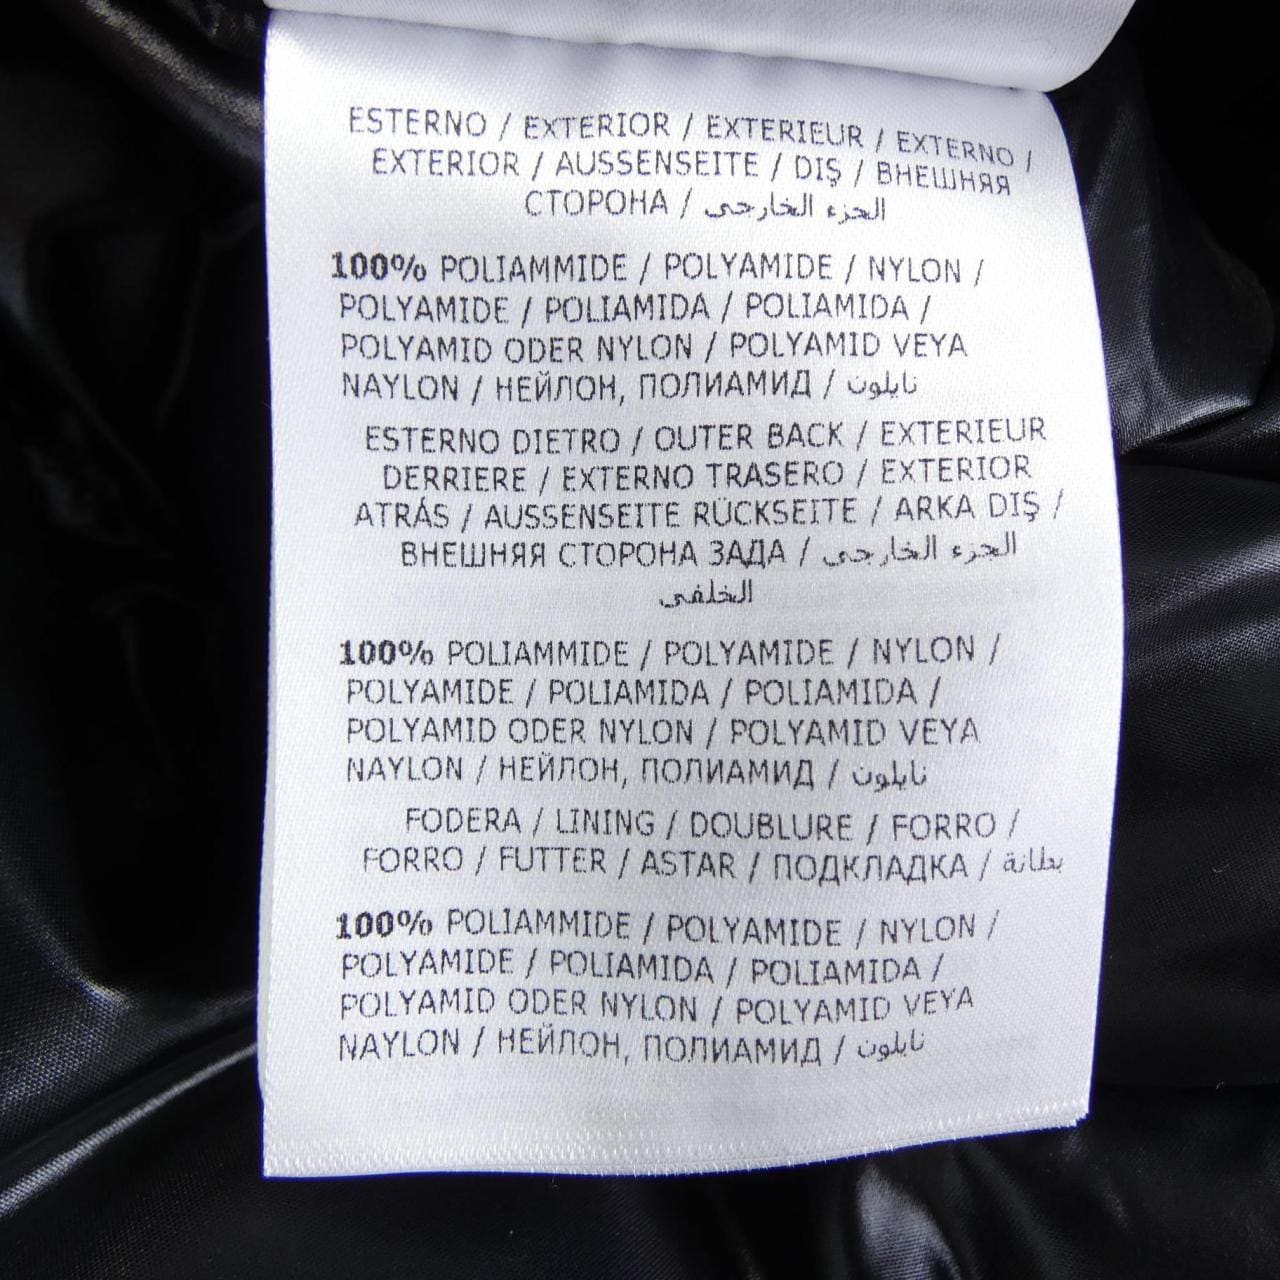 ESTERNO / EXTERIOR / EXTERIEUR / EXTERNO /
EXTERIOR / AUSSENSEITE / DIŞ / ВНЕШНЯЯ
СТОРОНА / الجزء الخارجى
100% POLIAMMIDE / POLYAMIDE / NYLON /
POLYAMIDE / POLIAMIDA / POLIAMIDA /
POLYAMID ODER NYLON / POLYAMID VEYA
NAYLON / НЕЙЛОН, ПОЛИАМИД / نايلون
ESTERNO DIETRO / OUTER BACK / EXTERIEUR
DERRIERE / EXTERNO TRASERO / EXTERIOR
ATRÁS / AUSSENSEITE RÜCKSEITE / ARKA DIŞ /
ВНЕШНЯЯ СТОРОНА ЗАДА / الجزء الخارجى
الخلفى
100% POLIAMMIDE / POLYAMIDE / NYLON /
POLYAMIDE / POLIAMIDA / POLIAMIDA /
POLYAMID ODER NYLON / POLYAMID VEYA
NAYLON / НЕЙЛОН, ПОЛИАМИД / نايلون
FODERA / LINING / DOUBLURE / FORRO /
FORRO / FUTTER / ASTAR / ПОДКЛАДКА / بطانة
100% POLIAMMIDE / POLYAMIDE / NYLON /
POLYAMIDE / POLIAMIDA / POLIAMIDA /
POLYAMID ODER NYLON / POLYAMID VEYA
NAYLON / НЕЙЛОН, ПОЛИАМИД / نايلون